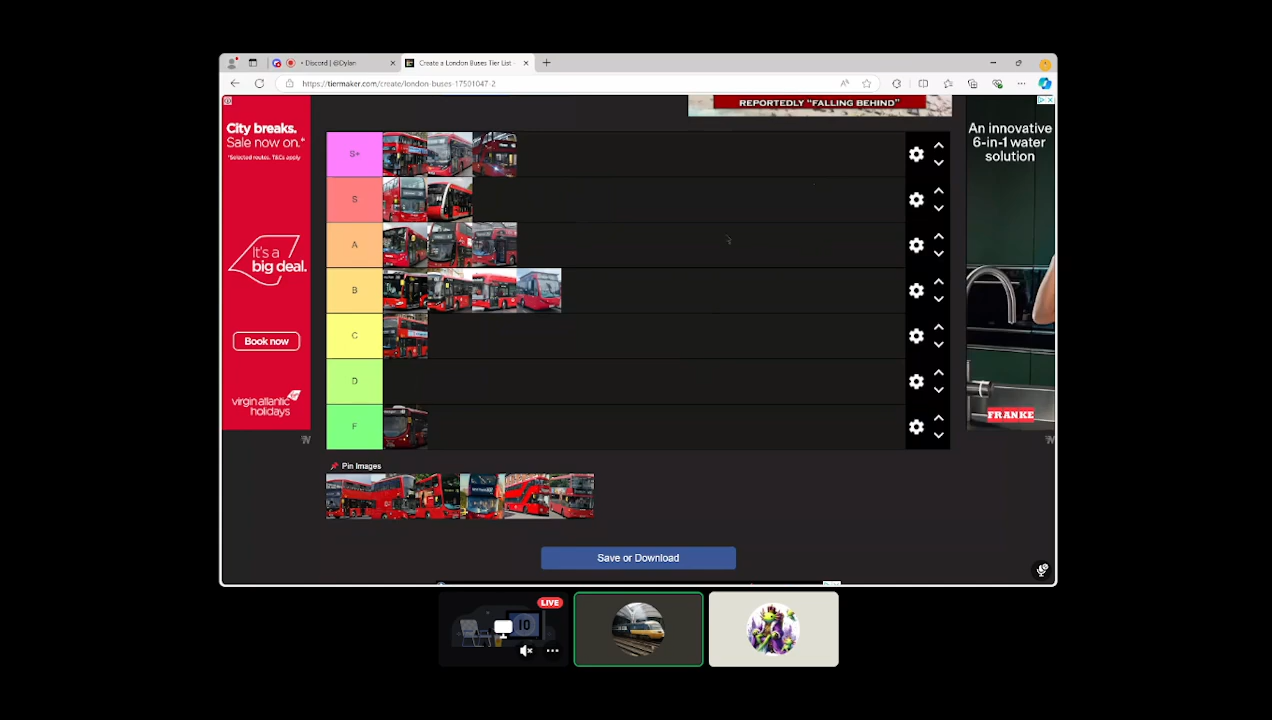 Discord | @Dylan
Create a London Buses Tier List -
https://tiermaker.com/create/london-buses-17501047-2
REPORTEDLY "FALLING BEHIND"
City breaks.
Sale now on.*
*Selected routes. T&Cs apply
It's a
big deal.
Book now
virgin atlantic
holidays
An innovative
6-in-1 water
solution
FRANKE
S+
S
A
B
C
D
F
Pin Images
Save or Download
LIVE
10